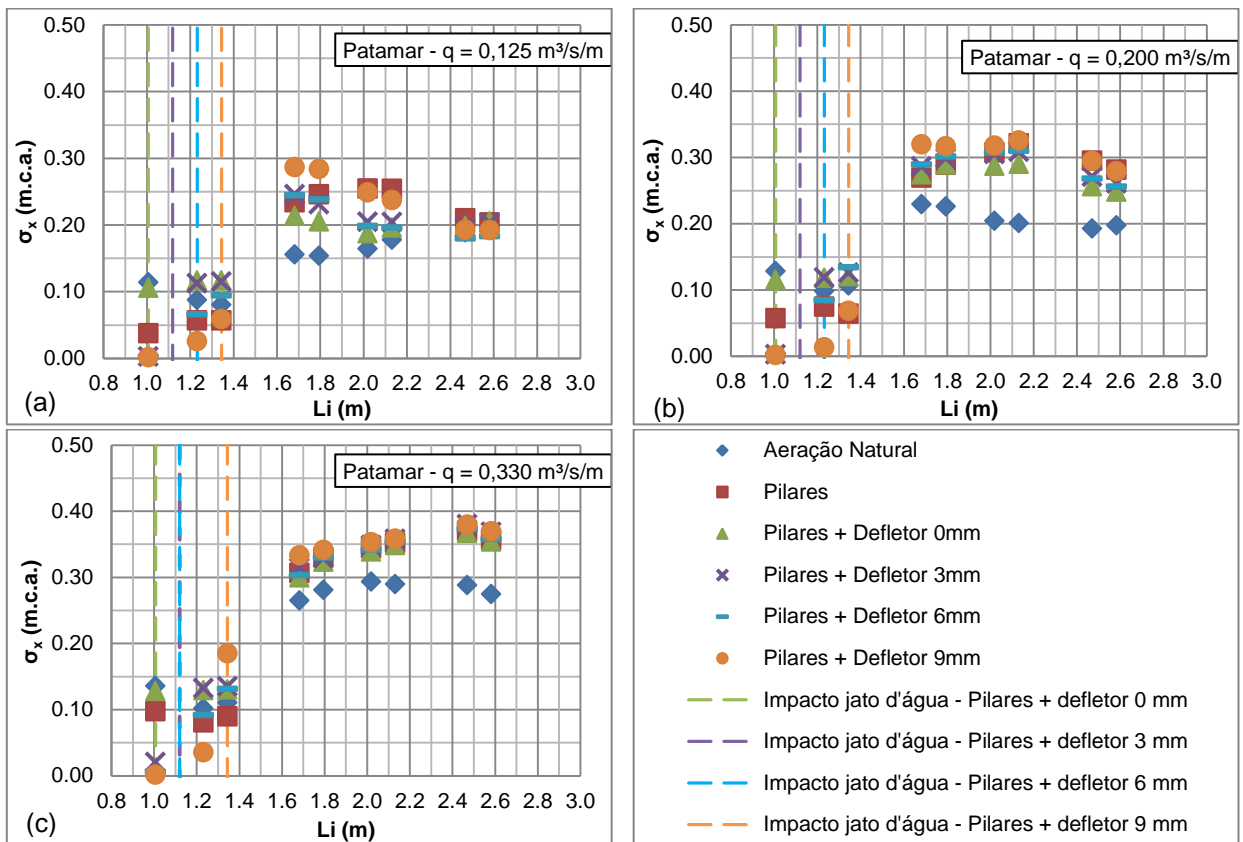 0.50
0.40
0.30
0.20
0.10
0.00
σx (m.c.a.)
Patamar - q = 0,125 m³/s/m
0.8 1.0 1.2 1.4 1.6 1.8 2.0 2.2 2.4 2.6 2.8 3.0
Li (m)
(a)
0.50
0.40
0.30
0.20
0.10
0.00
σx (m.c.a.)
Patamar - q = 0,200 m³/s/m
0.8 1.0 1.2 1.4 1.6 1.8 2.0 2.2 2.4 2.6 2.8 3.0
Li (m)
(b)
0.50
0.40
0.30
0.20
0.10
0.00
σx (m.c.a.)
Patamar - q = 0,330 m³/s/m
0.8 1.0 1.2 1.4 1.6 1.8 2.0 2.2 2.4 2.6 2.8 3.0
Li (m)
(c)
Aeração Natural
Pilares
Pilares + Defletor 0mm
Pilares + Defletor 3mm
Pilares + Defletor 6mm
Pilares + Defletor 9mm
Impacto jato d'água - Pilares + defletor 0 mm
Impacto jato d'água - Pilares + defletor 3 mm
Impacto jato d'água - Pilares + defletor 6 mm
Impacto jato d'água - Pilares + defletor 9 mm